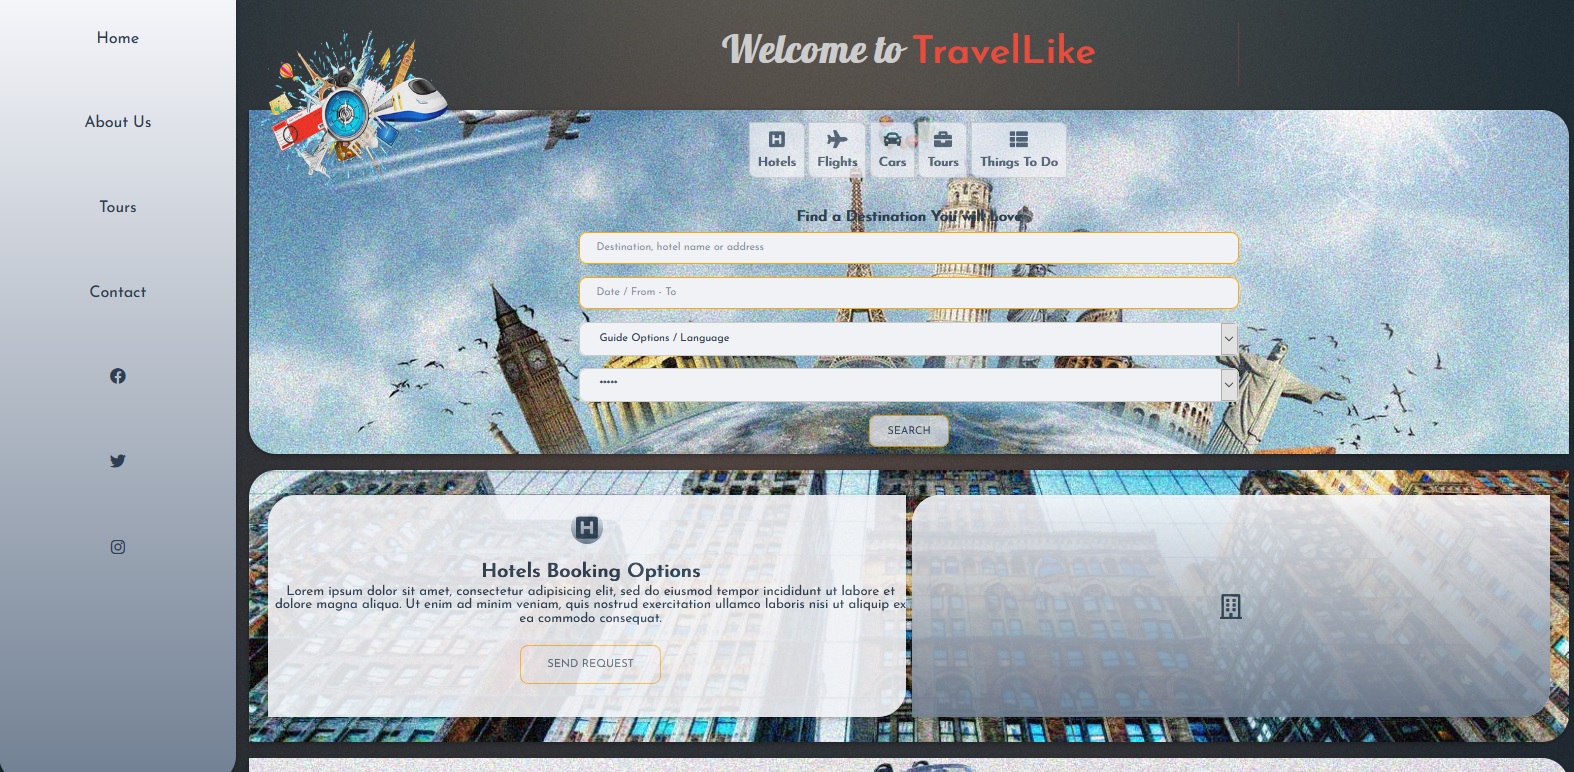 Home
About Us
Tours
Contact
Welcome to TravelLike
Hotels
Flights
Cars
Tours
Things To Do
Find a Destination You will Love
Destination, hotel name or address
Date / From - To
Guide Options / Language
*****
SEARCH
Hotels Booking Options
Lorem ipsum dolor sit amet, consectetur adipisicing elit, sed do eiusmod tempor incididunt ut labore et
dolore magna aliqua. Ut enim ad minim veniam, quis nostrud exercitation ullamco laboris nisi ut aliquip ex
ea commodo consequat.
SEND REQUEST